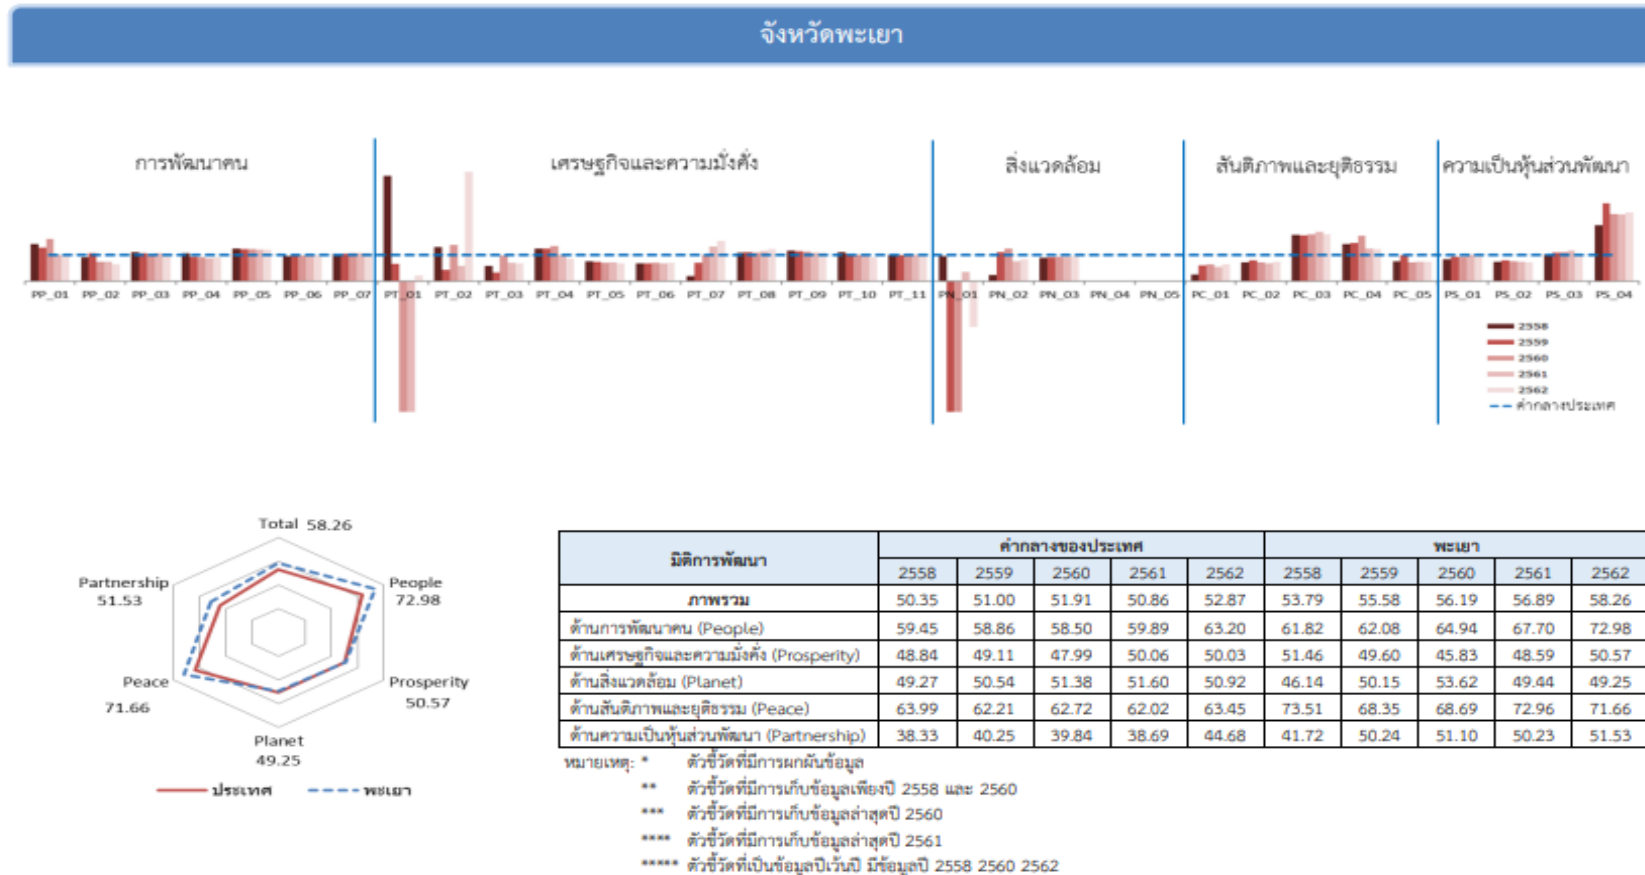 จังหวัดพะเยา
การพัฒนาคน
เศรษฐกิจและความมั่งคั่ง
สิ่งแวดล้อม
สันติภาพและยุติธรรม
ความเป็นหุ้นส่วนพัฒนา
PP_01 PP_02 PP_03 PP_04 PP_05 PP_06 PP_07 PT_01 PT_02 PT_03 PT_04 PT_05 PT_06 PT_07 PT_08 PT_09 PT_10 PT_11 PN_01 PN_02 PN_03 PN_04 PN_05 PC_01 PC_02 PC_03 PC_04 PC_05 PS_01 PS_02 PS_03 PS_04
2558
2559
2560
2561
2562
ค่ากลางประเทศ
Total 58.26
People
72.98
Prosperity
50.57
Planet
49.25
Peace
71.66
Partnership
51.53
ประเทศ พะเยา
มิติการพัฒนา ค่ากลางของประเทศ พะเยา
2558 2559 2560 2561 2562 2558 2559 2560 2561 2562
ภาพรวม 50.35 51.00 51.91 50.86 52.87 53.79 55.58 56.19 56.89 58.26
ด้านการพัฒนาคน (People) 59.45 58.86 58.50 59.89 63.20 61.82 62.08 64.94 67.70 72.98
ด้านเศรษฐกิจและความมั่งคั่ง (Prosperity) 48.84 49.11 47.99 50.06 50.03 51.46 49.60 45.83 48.59 50.57
ด้านสิ่งแวดล้อม (Planet) 49.27 50.54 51.38 51.60 50.92 46.14 50.15 53.62 49.44 49.25
ด้านสันติภาพและยุติธรรม (Peace) 63.99 62.21 62.72 62.02 63.45 73.51 68.35 68.69 72.96 71.66
ด้านความเป็นหุ้นส่วนพัฒนา (Partnership) 38.33 40.25 39.84 38.69 44.68 41.72 50.24 51.10 50.23 51.53
หมายเหตุ: * ตัวชี้วัดที่มีการผกผันข้อมูล
** ตัวชี้วัดที่มีการเก็บข้อมูลเพียงปี 2558 และ 2560
*** ตัวชี้วัดที่มีการเก็บข้อมูลล่าสุดปี 2560
**** ตัวชี้วัดที่มีการเก็บข้อมูลล่าสุดปี 2561
***** ตัวชี้วัดที่เป็นข้อมูลปีเว้นปี มีข้อมูลปี 2558 2560 2562